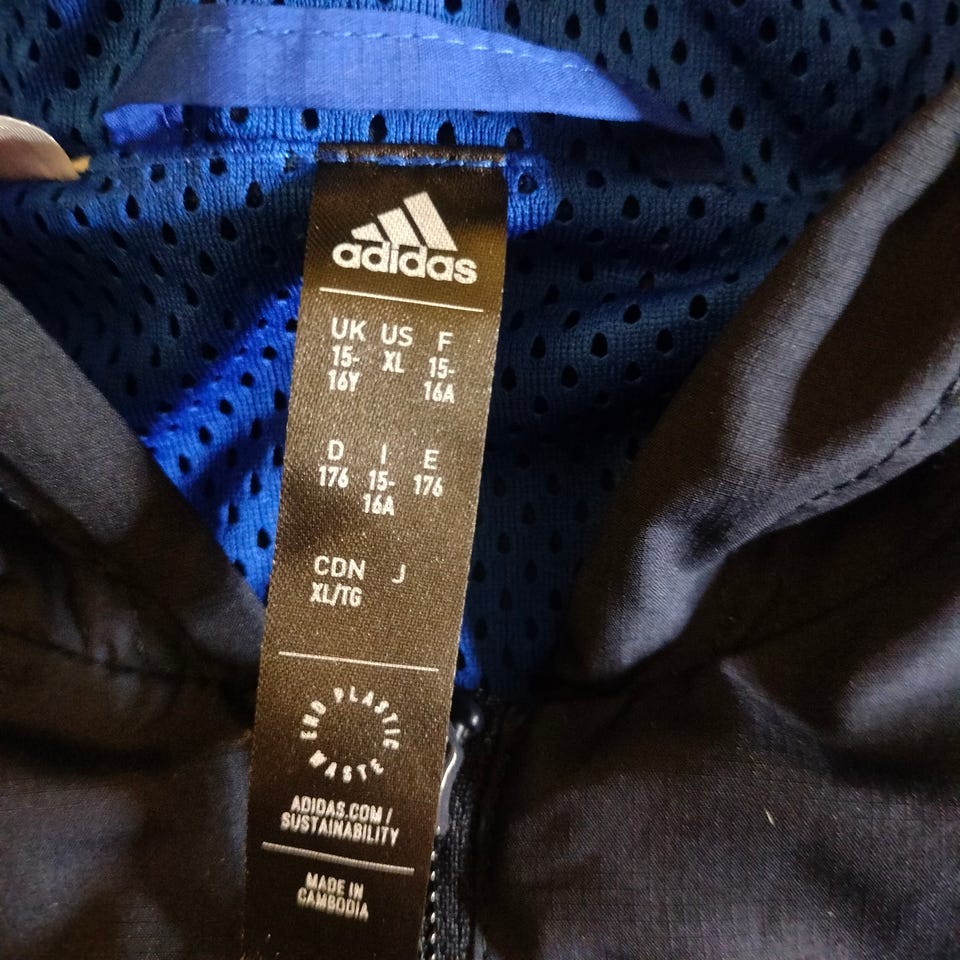 adidas
UK US F
15- XL 15-
16Y 16A
D I E
176 15- 176
16A
CDN J
XL/TG
END PLASTIC WASTE
ADIDAS.COM/
SUSTAINABILITY
MADE IN
CAMBODIA